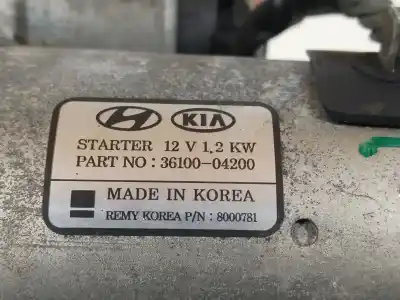 KIA
STARTER 12 V 1.2 KW
PART NO : 36100-04200
MADE IN KOREA
REMY KOREA P/N : 8000781